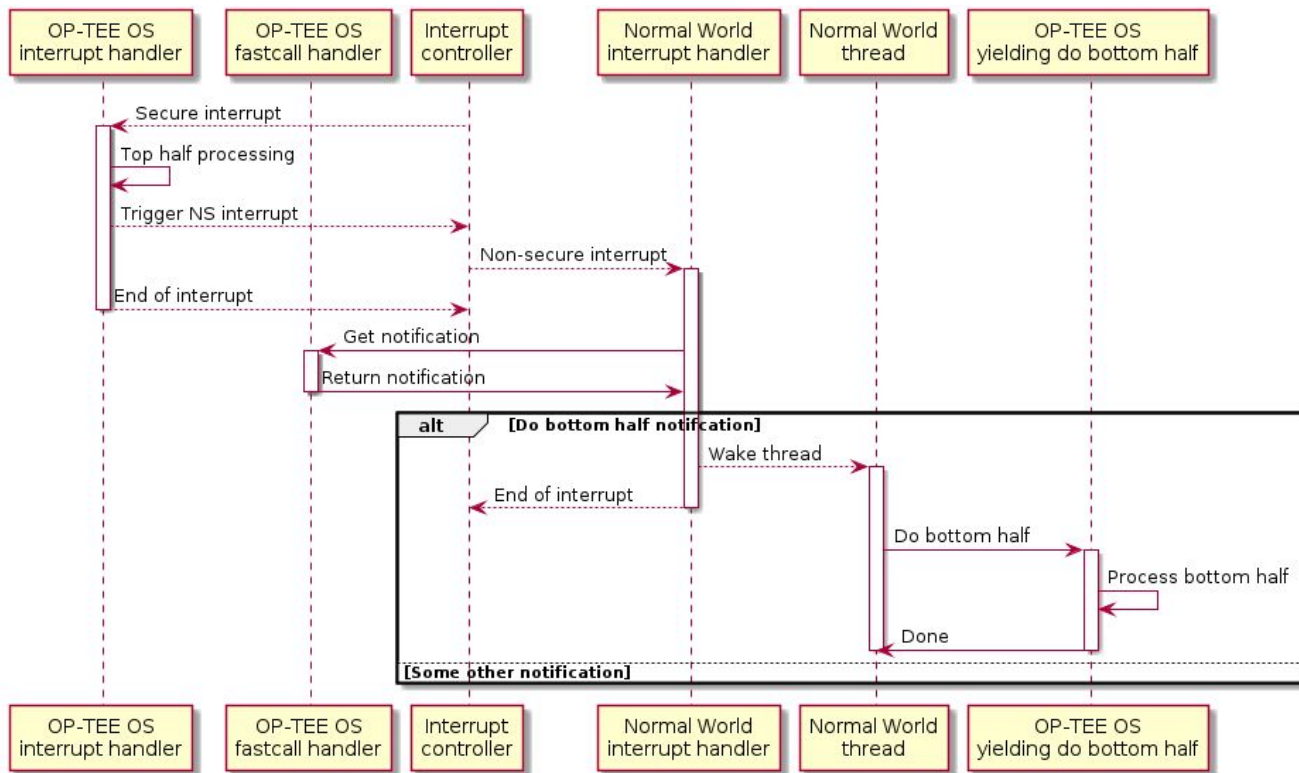 OP-TEE OS
interrupt handler
OP-TEE OS
fastcall handler
Interrupt
controller
Normal World
interrupt handler
Normal World
thread
OP-TEE OS
yielding do bottom half
Secure interrupt
Top half processing
Trigger NS interrupt
Non-secure interrupt
End of interrupt
Get notification
Return notification
alt [Do bottom half notifcation]
Wake thread
End of interrupt
Do bottom half
Process bottom half
Done
[Some other notification]
OP-TEE OS
interrupt handler
OP-TEE OS
fastcall handler
Interrupt
controller
Normal World
interrupt handler
Normal World
thread
OP-TEE OS
yielding do bottom half